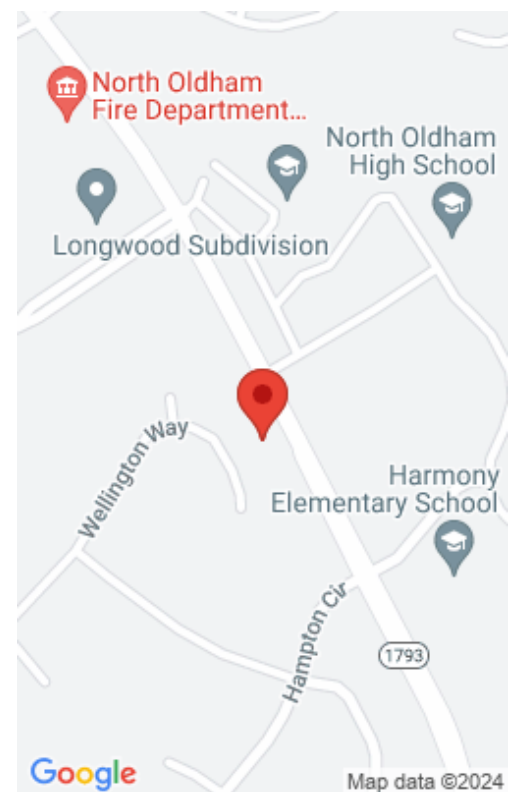 North Oldham
Fire Department...
North Oldham
High School
Longwood Subdivision
Wellington Way
Harmony
Elementary School
Hampton Cir
1793
Google
Map data ©2024